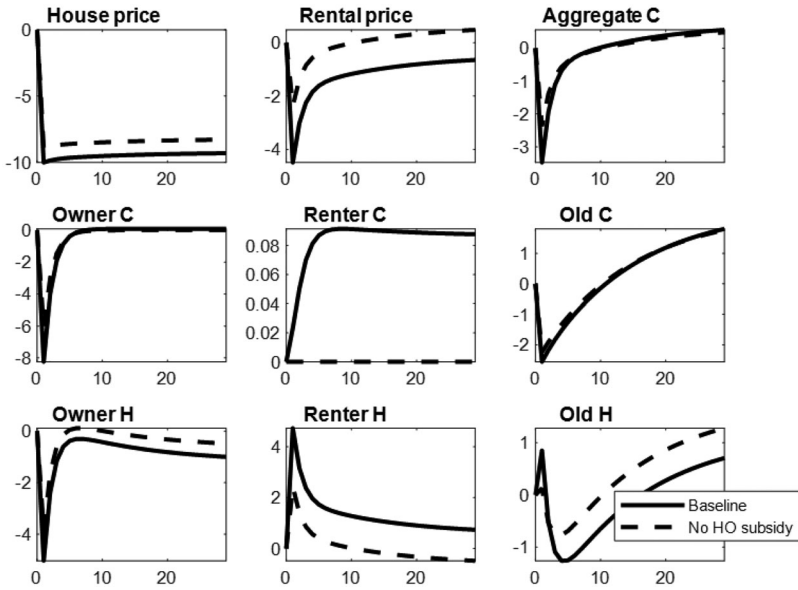 House price
Rental price
Aggregate C
0
-5
-10
0 10 20
0
-2
-4
0 10 20
0
-1
-2
-3
0 10 20
Owner C
Renter C
Old C
0
-2
-4
-6
-8
0 10 20
0.08
0.06
0.04
0.02
0
0 10 20
1
0
-1
-2
0 10 20
Owner H
Renter H
Old H
0
-2
-4
0 10 20
4
2
0
0 10 20
1
0
-1
0 10 20
Baseline
No HO subsidy